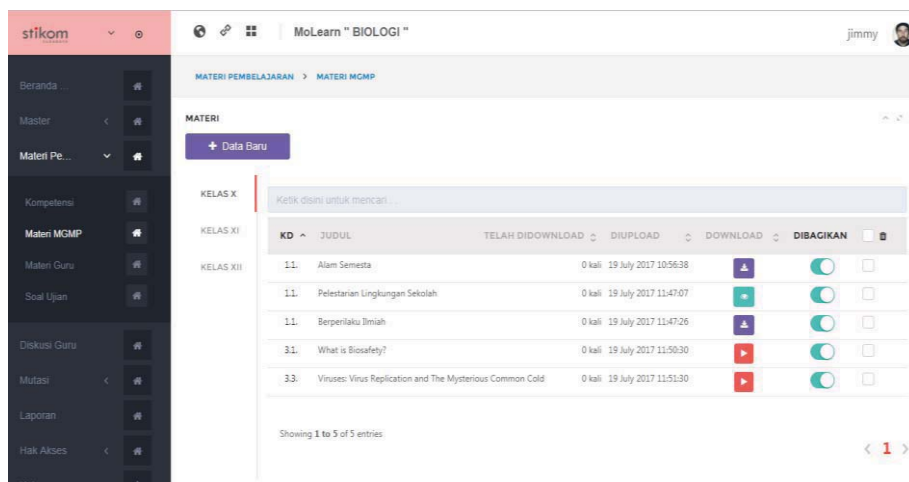 stikom
MoLearn " BIOLOGI "
jimmy
Beranda ...
Master
Materi Pe...
Kompetensi
Materi MGMP
Materi Guru
Soal Ujian
Diskusi Guru
Mutasi
Laporan
Hak Akses
MATERI PEMBELAJARAN > MATERI MGMP
MATERI
+ Data Baru
KELAS X
KELAS XI
KELAS XII
Ketik disini untuk mencari ...
KD JUDUL TELAH DIDOWNLOAD DIUPLOAD DOWNLOAD DIBAGIKAN
1.1. Alam Semesta 0 kali 19 July 2017 10:56:38
1.1. Pelestarian Lingkungan Sekolah 0 kali 19 July 2017 11:47:07
1.1. Berperilaku Ilmiah 0 kali 19 July 2017 11:47:26
3.1. What is Biosafety? 0 kali 19 July 2017 11:50:30
3.3. Viruses: Virus Replication and The Mysterious Common Cold 0 kali 19 July 2017 11:51:30
Showing 1 to 5 of 5 entries
< 1 >